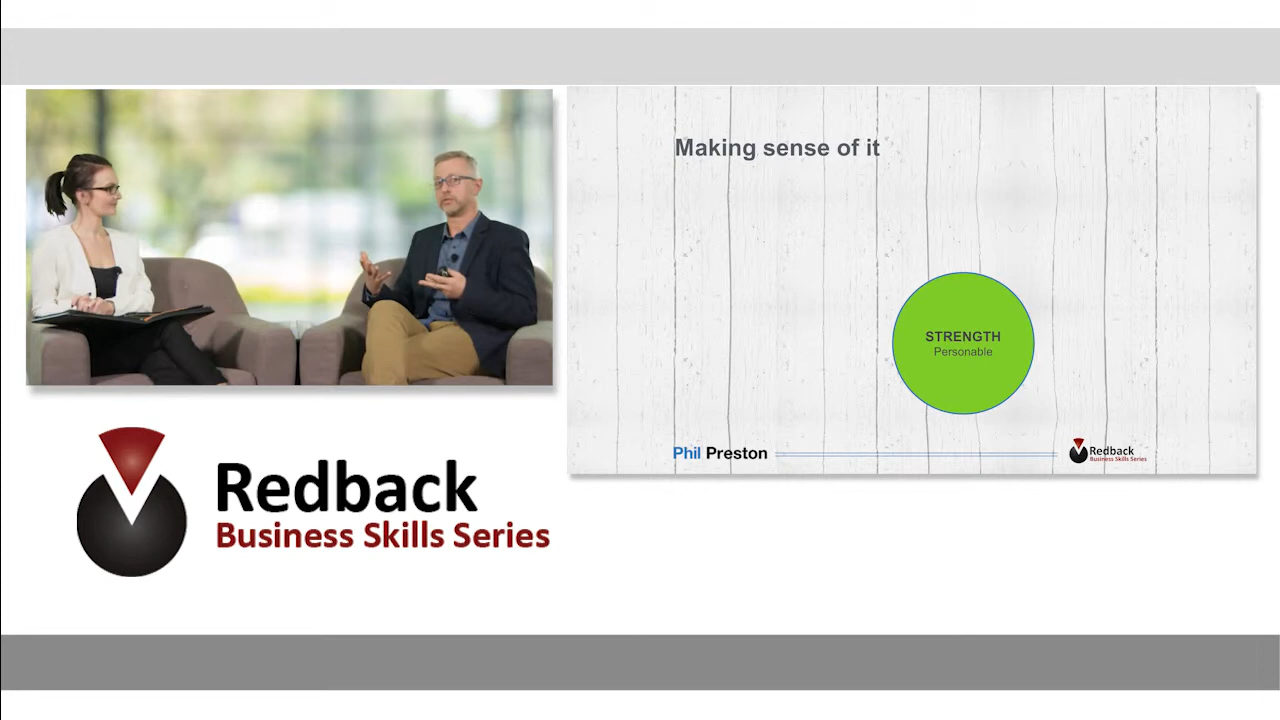 Making sense of it
STRENGTH
Personable
Phil Preston
Redback
Business Skills Series
Redback
Business Skills Series